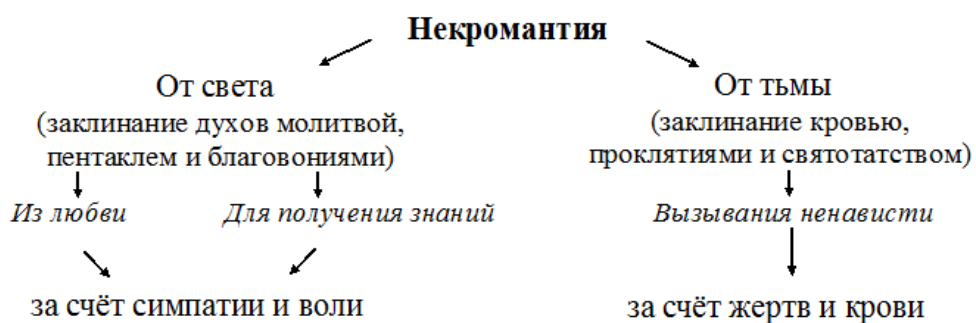 Некромантия
От света
(заклинание духов молитвой,
пентаклем и благовониями)
Из любви
Для получения знаний
за счёт симпатии и воли
От тьмы
(заклинание кровью,
проклятиями и святотатством)
Вызывания ненависти
за счёт жертв и крови